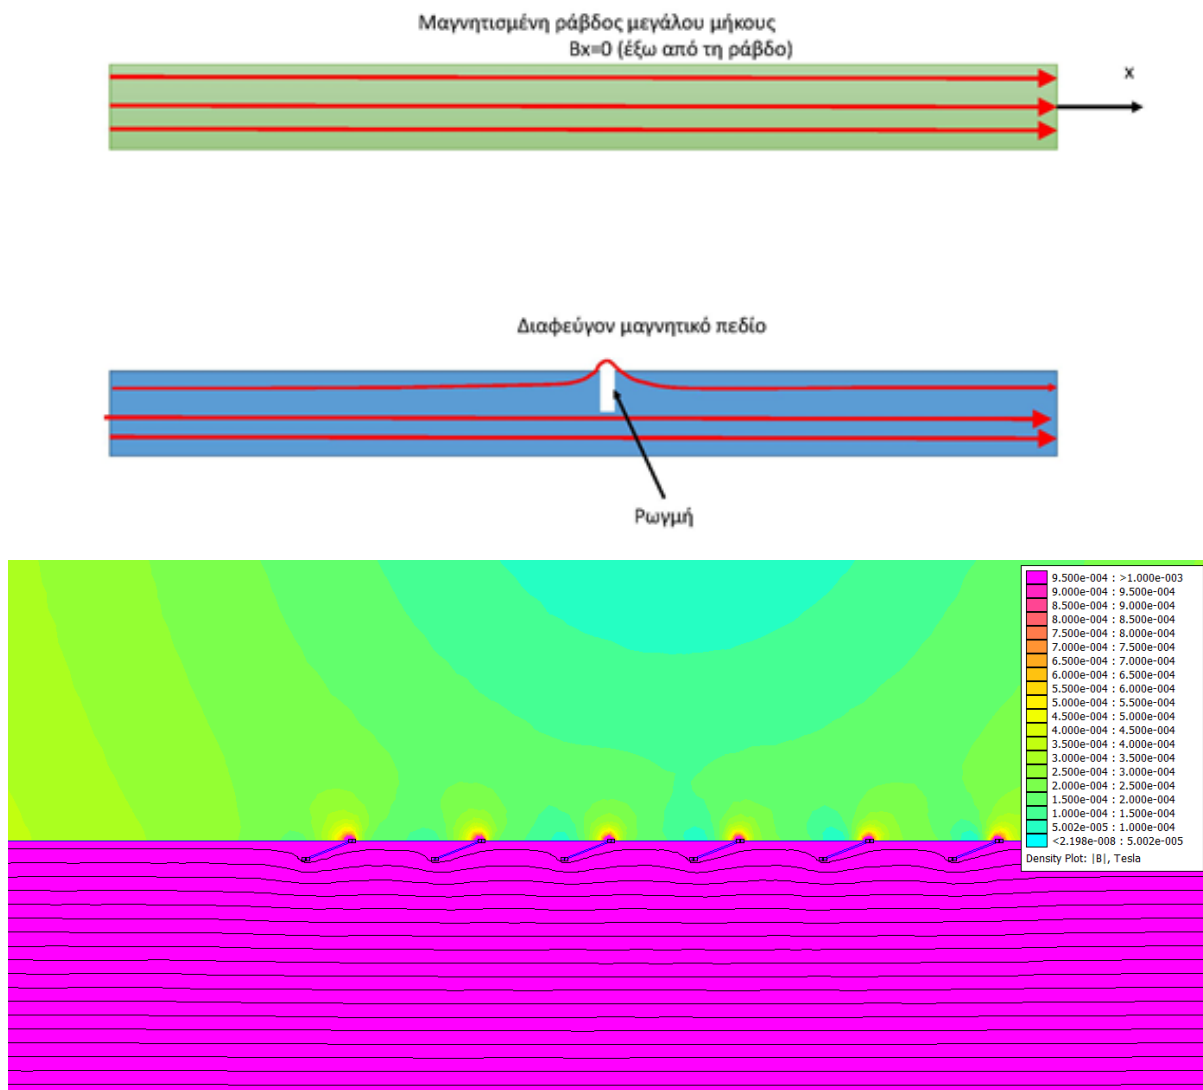 Μαγνητισμένη ράβδος μεγάλου μήκους
Bx=0 (έξω από τη ράβδο)
x
Διαφεύγον μαγνητικό πεδίο
Ρωγμή
9.500e-004 : >1.000e-003
9.000e-004 : 9.500e-004
8.500e-004 : 9.000e-004
8.000e-004 : 8.500e-004
7.500e-004 : 8.000e-004
7.000e-004 : 7.500e-004
6.500e-004 : 7.000e-004
6.000e-004 : 6.500e-004
5.500e-004 : 6.000e-004
5.000e-004 : 5.500e-004
4.500e-004 : 5.000e-004
4.000e-004 : 4.500e-004
3.500e-004 : 4.000e-004
3.000e-004 : 3.500e-004
2.500e-004 : 3.000e-004
2.000e-004 : 2.500e-004
1.500e-004 : 2.000e-004
1.000e-004 : 1.500e-004
5.002e-005 : 1.000e-004
<2.198e-008 : 5.002e-005
Density Plot: |B|, Tesla